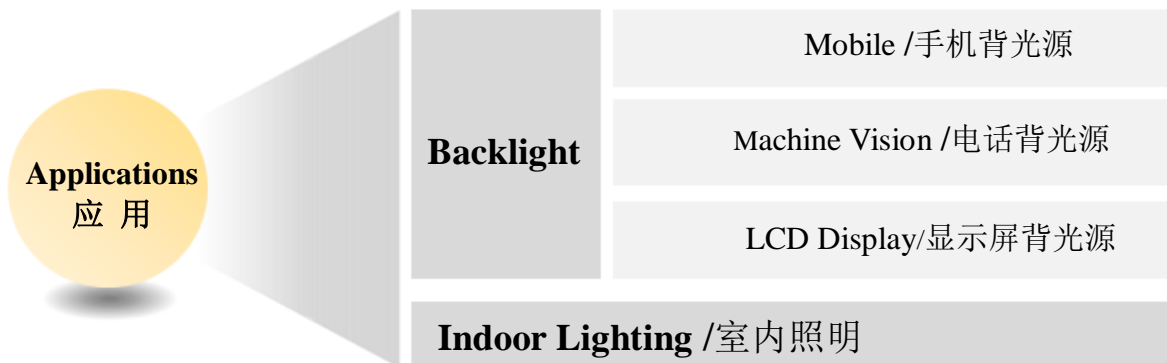 Applications
应 用
Backlight
Mobile /手机背光源
Machine Vision /电话背光源
LCD Display/显示屏背光源
Indoor Lighting /室内照明